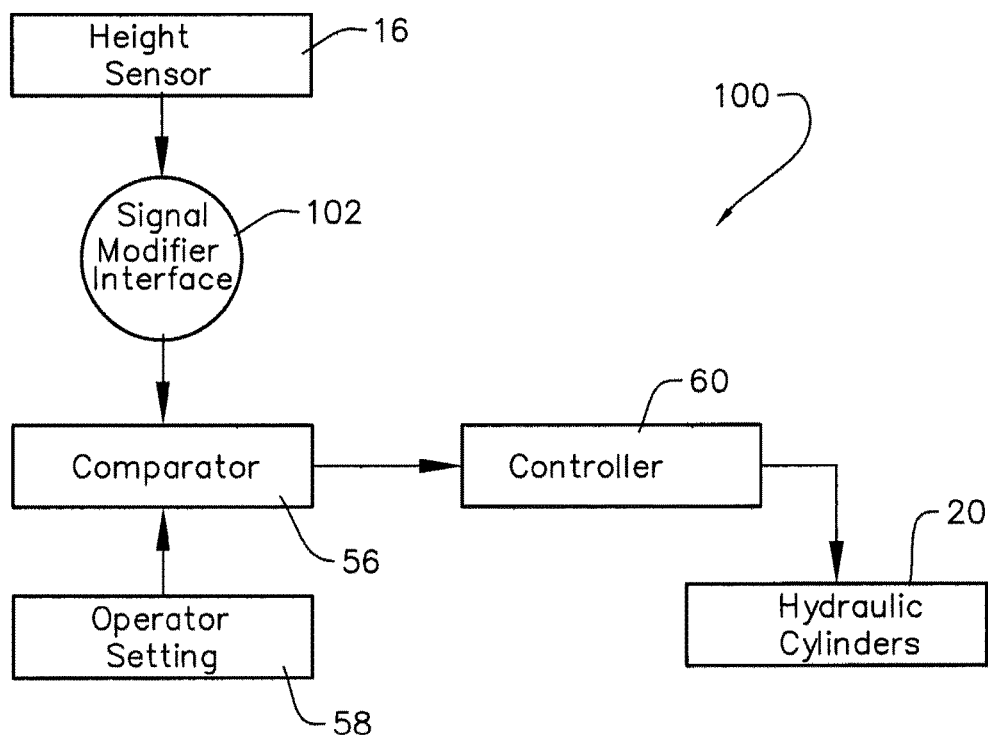 Height
Sensor
16
100
Signal
Modifier
Interface
102
60
Comparator
Controller
56
20
Operator
Setting
Hydraulic
Cylinders
58